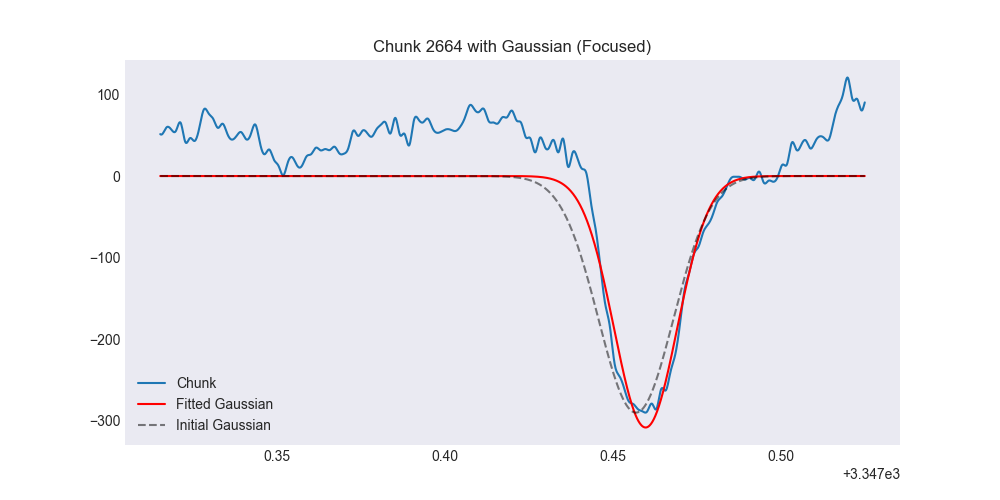 Chunk 2664 with Gaussian (Focused)
100
0
−100
−200
−300
Chunk
Fitted Gaussian
Initial Gaussian
0.35 0.40 0.45 0.50
+3.347e3